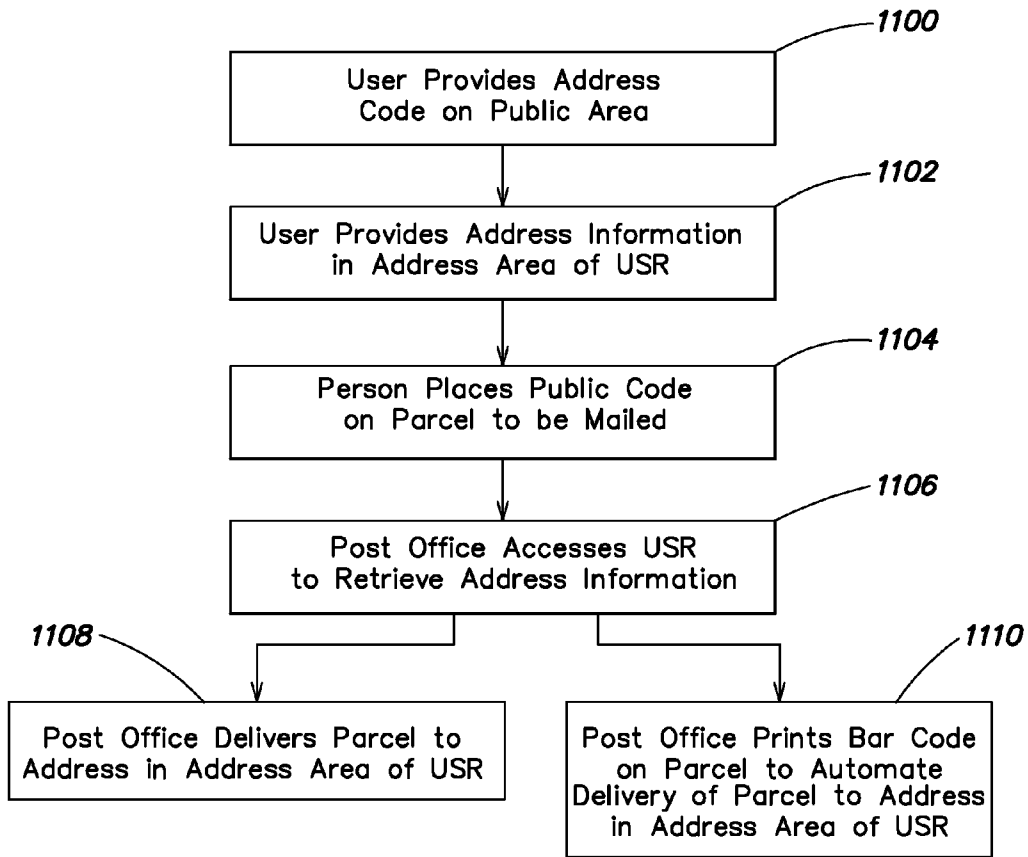 1100
User Provides Address
Code on Public Area
1102
User Provides Address Information
in Address Area of USR
1104
Person Places Public Code
on Parcel to be Mailed
1106
Post Office Accesses USR
to Retrieve Address Information
1108
Post Office Delivers Parcel to
Address in Address Area of USR
1110
Post Office Prints Bar Code
on Parcel to Automate
Delivery of Parcel to Address
in Address Area of USR